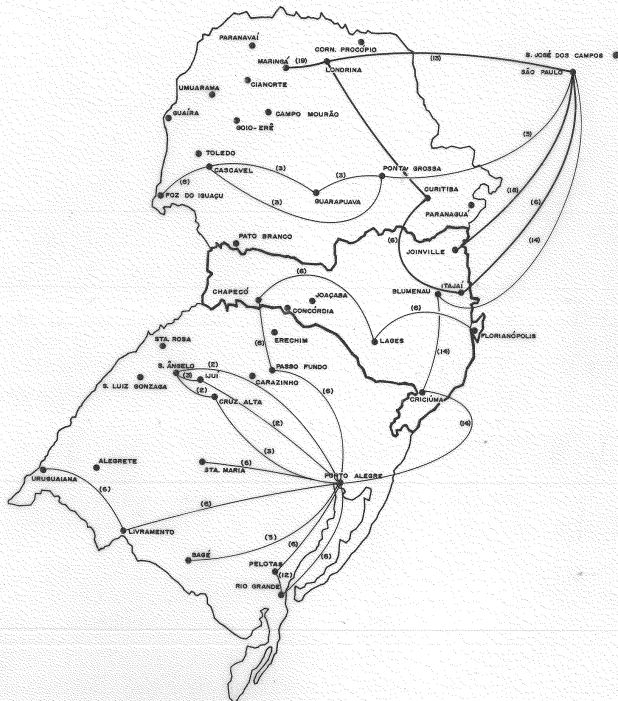 PARANAVAÍ
CORN. PROCÓPIO
S. JOSÉ DOS CAMPOS
MARINGÁ
(19)
LONDRINA
(13)
SÃO PAULO
CIANORTE
UMUARAMA
GUAÍRA
CAMPO MOURÃO
GOIO-ERÊ
(3)
TOLEDO
CASCAVEL
(3)
(3)
PONTA GROSSA
(6)
FOZ DO IGUAÇU
(3)
GUARAPUAVA
CURITIBA
(18)
PARANAGUÁ
(6)
PATO BRANCO
(6)
JOINVILLE
(14)
(6)
CHAPECÓ
JOAÇABA
BLUMENAU
ITAJAÍ
CONCÓRDIA
(6)
ERECHIM
LAGES
FLORIANÓPOLIS
STA. ROSA
(6)
(14)
S. ÂNGELO
(2)
PASSO FUNDO
(3)
IJUI
S. LUIZ GONZAGA
CARAZINHO
(2)
(6)
CRUZ ALTA
CRICIÚMA
(2)
(14)
(3)
ALEGRETE
(6)
STA. MARIA
PORTO ALEGRE
URUGUAIANA
(6)
(6)
LIVRAMENTO
(3)
(6)
BAGÉ
(6)
PELOTAS
(12)
RIO GRANDE